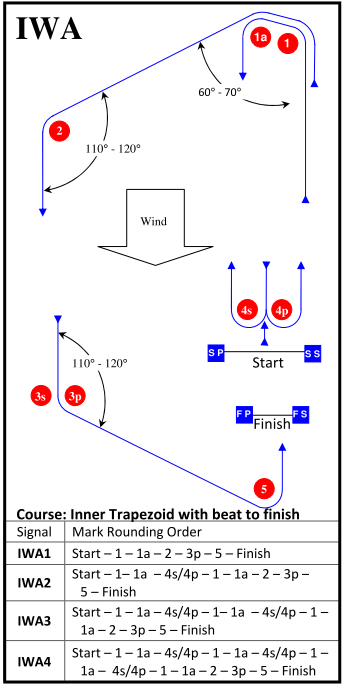 IWA
1a
1
60° - 70°
2
110° - 120°
Wind
4s
4p
S P
S S
Start
110° - 120°
3s
3p
F P
F S
Finish
5
Course: Inner Trapezoid with beat to finish
Signal Mark Rounding Order
IWA1 Start – 1 – 1a – 2 – 3p – 5 – Finish
IWA2 Start – 1– 1a – 4s/4p – 1 – 1a – 2 – 3p –
5 – Finish
IWA3 Start – 1 – 1a – 4s/4p – 1– 1a – 4s/4p – 1 –
1a – 2 – 3p – 5 – Finish
IWA4 Start – 1 – 1a – 4s/4p – 1 – 1a – 4s/4p – 1 –
1a – 4s/4p – 1 – 1a – 2 – 3p – 5 – Finish